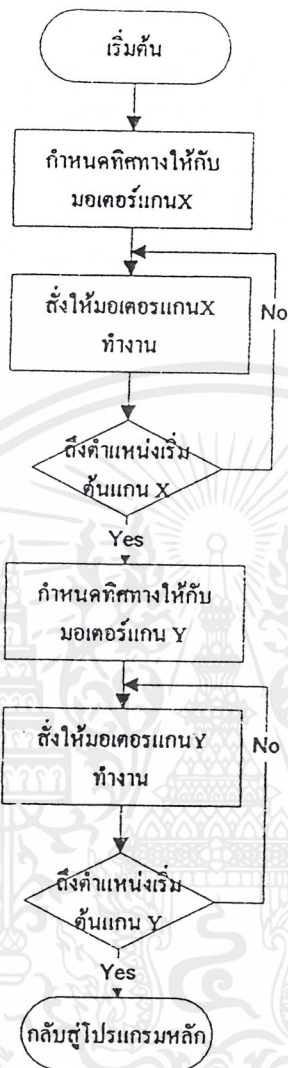 เริ่มต้น
กำหนดทิศทางให้กับ
มอเตอร์แกนX
สั่งให้มอเตอรแกนX
ทำงาน
No
ถึงตำแหน่งเริ่ม
ต้นแกน X
Yes
กำหนดทิศทางให้กับ
มอเตอร์แกน Y
สั่งให้มอเตอรแกนY
ทำงาน
No
ถึงตำแหน่งเริ่ม
ต้นแกน Y
Yes
กลับสู่โปรแกรมหลัก